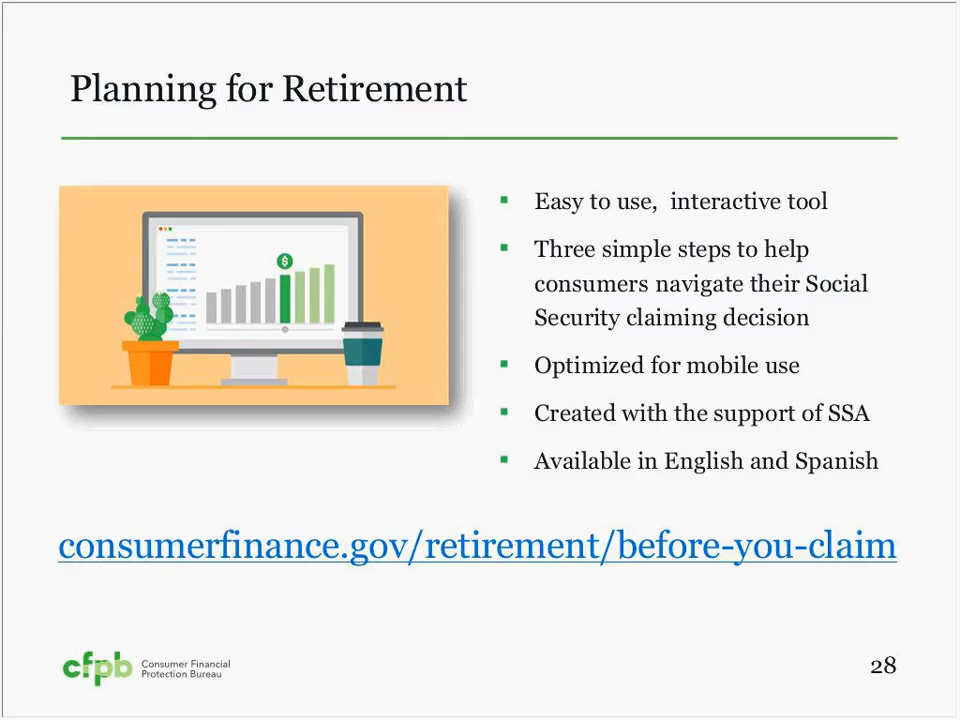 Planning for Retirement
$
▪ Easy to use,  interactive tool
▪ Three simple steps to help
consumers navigate their Social
Security claiming decision
▪ Optimized for mobile use
▪ Created with the support of SSA
▪ Available in English and Spanish
consumerfinance.gov/retirement/before-you-claim
cfpb Consumer Financial
Protection Bureau
28